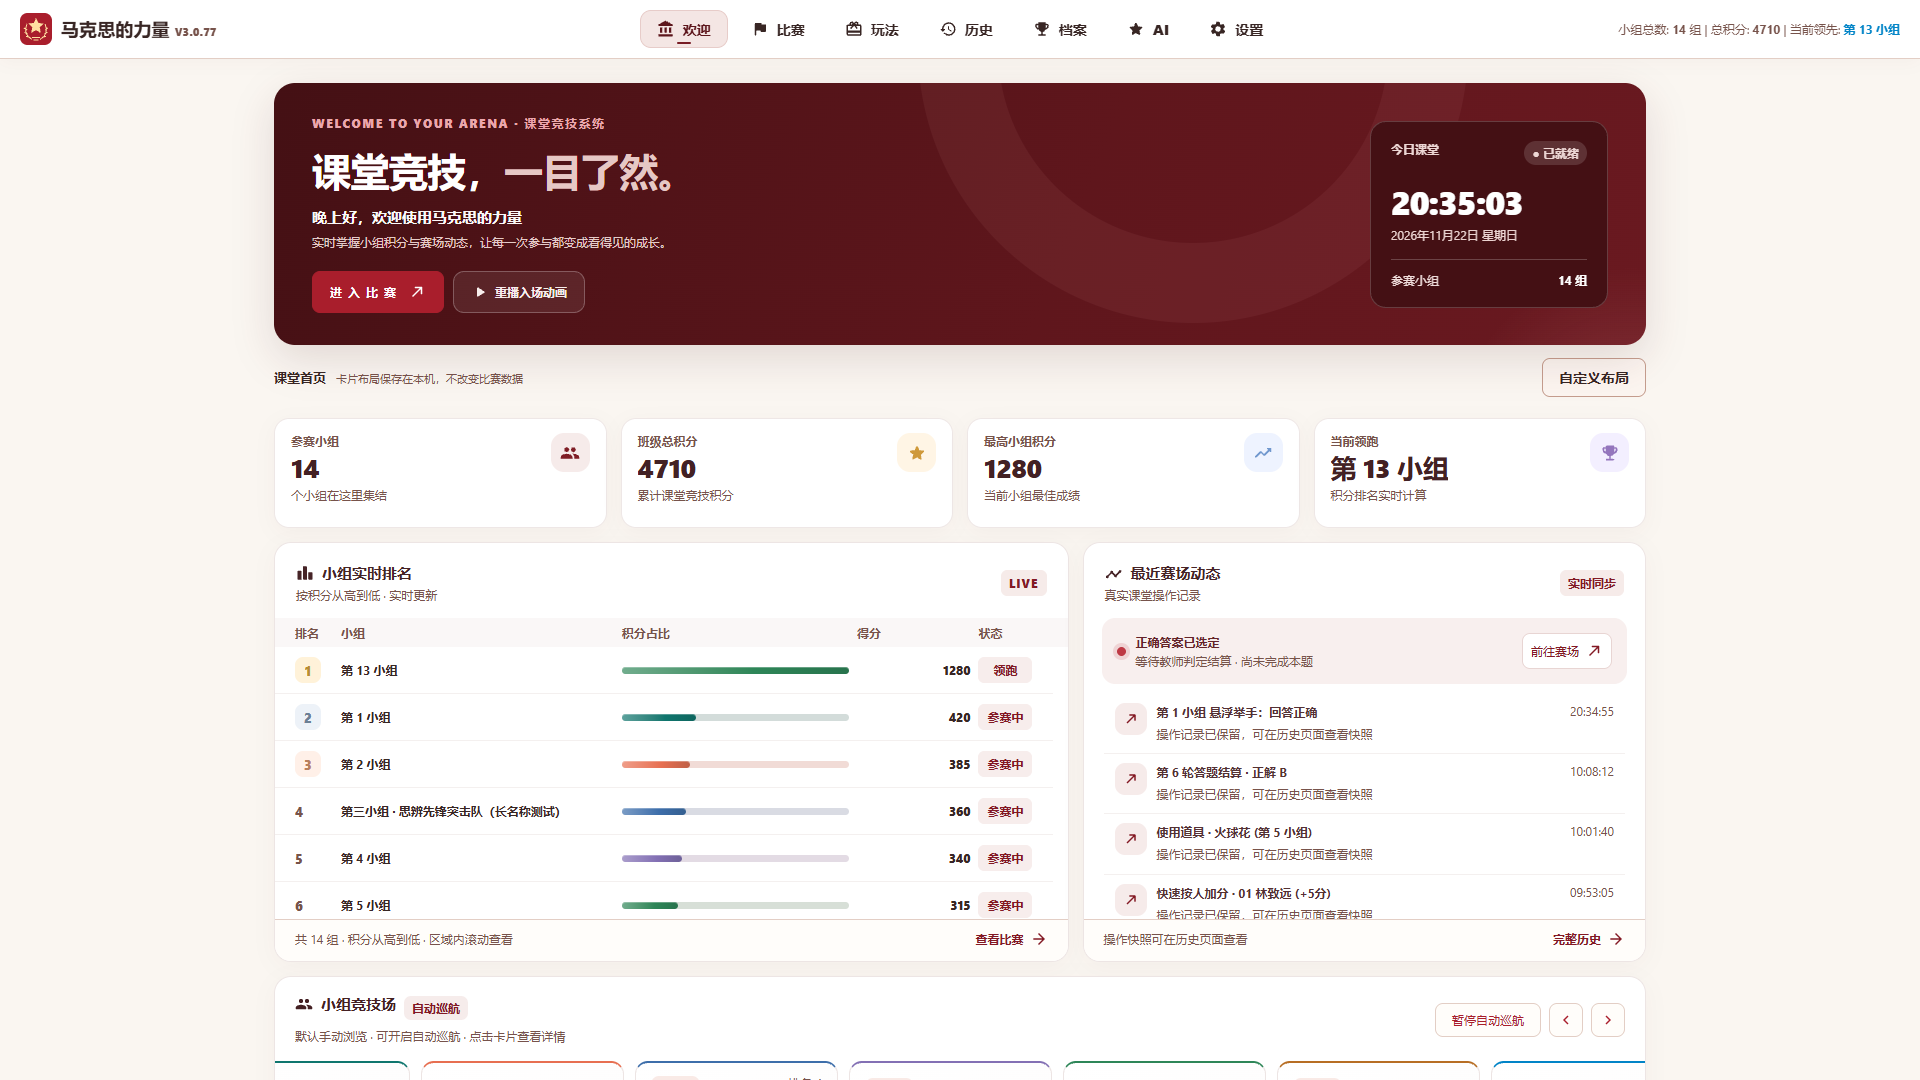 马克思的力量 V3.0.77
欢迎
比赛
玩法
历史
档案
AI
设置
小组总数: 14 组 | 总积分: 4710 | 当前领先: 第 13 小组
WELCOME TO YOUR ARENA · 课堂竞技系统
课堂竞技，一目了然。
晚上好，欢迎使用马克思的力量
实时掌握小组积分与赛场动态，让每一次参与都变成看得见的成长。
进入比赛
重播入场动画
今日课堂
已就绪
20:35:03
2026年11月22日 星期日
参赛小组
14 组
课堂首页 卡片布局保存在本机，不改变比赛数据
自定义布局
参赛小组
14
个小组在这里集结
班级总积分
4710
累计课堂竞技积分
最高小组积分
1280
当前小组最佳成绩
当前领跑
第 13 小组
积分排名实时计算
小组实时排名
按积分从高到低 · 实时更新
LIVE
排名 小组 积分占比 得分 状态
1 第 13 小组 1280 领跑
2 第 1 小组 420 参赛中
3 第 2 小组 385 参赛中
4 第三小组 · 思辨先锋突击队（长名称测试） 360 参赛中
5 第 4 小组 340 参赛中
6 第 5 小组 315 参赛中
共 14 组 · 积分从高到低 · 区域内滚动查看
查看比赛
最近赛场动态
真实课堂操作记录
实时同步
正确答案已选定
等待教师判定结算 · 尚未完成本题
前往赛场
第 1 小组 悬浮举手：回答正确 20:34:55
操作记录已保留，可在历史页面查看快照
第 6 轮答题结算 · 正解 B 10:08:12
操作记录已保留，可在历史页面查看快照
使用道具 · 火球花 (第 5 小组) 10:01:40
操作记录已保留，可在历史页面查看快照
快速按人加分 · 01 林致远 (+5分) 09:53:05
操作记录已保留，可在历史页面查看快照
操作快照可在历史页面查看
完整历史
小组竞技场 自动巡航
默认手动浏览 · 可开启自动巡航 · 点击卡片查看详情
暂停自动巡航